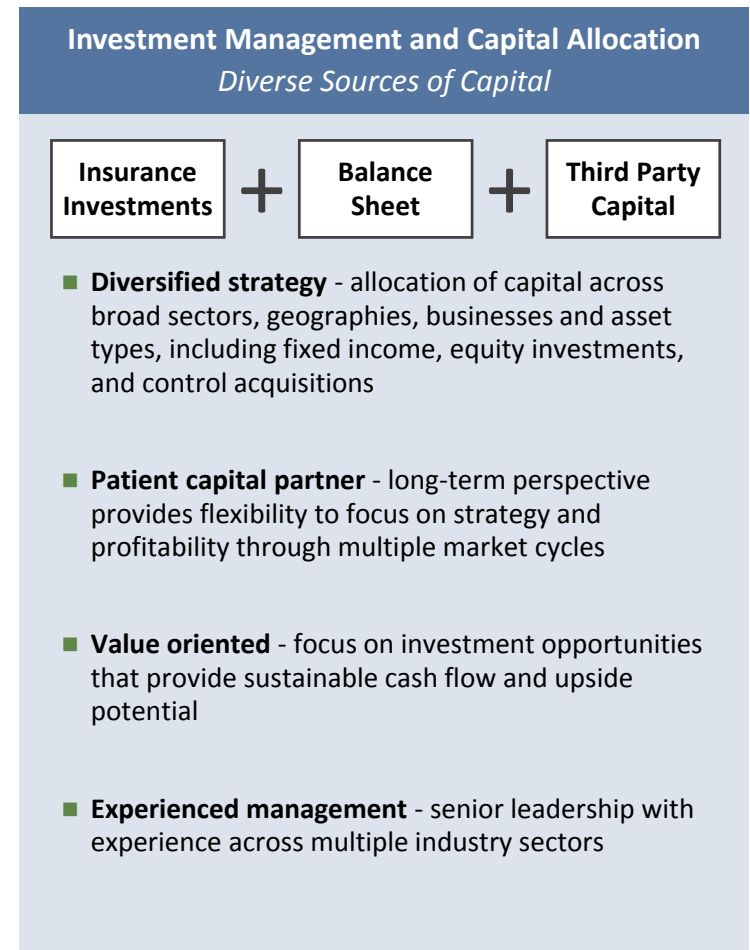 Investment Management and Capital Allocation
Diverse Sources of Capital
Insurance Investments + Balance Sheet + Third Party Capital
■ Diversified strategy - allocation of capital across
broad sectors, geographies, businesses and asset
types, including fixed income, equity investments,
and control acquisitions
■ Patient capital partner - long-term perspective
provides flexibility to focus on strategy and
profitability through multiple market cycles
■ Value oriented - focus on investment opportunities
that provide sustainable cash flow and upside
potential
■ Experienced management - senior leadership with
experience across multiple industry sectors